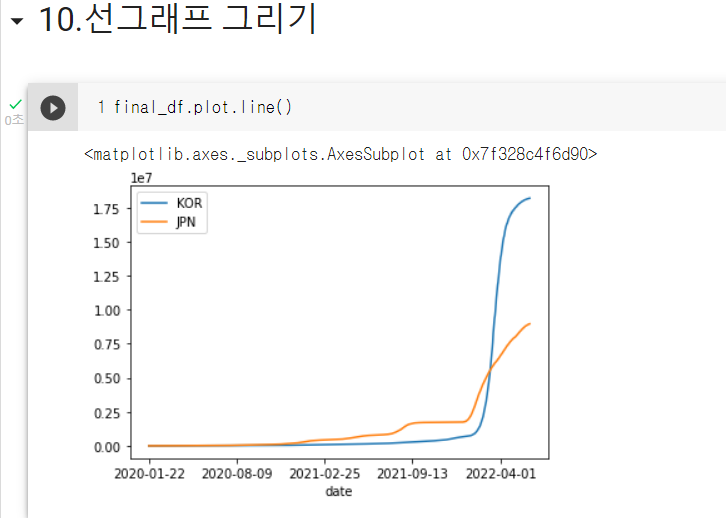 10.선그래프 그리기
0초
1 final_df.plot.line()
<matplotlib.axes._subplots.AxesSubplot at 0x7f328c4f6d90>
1e7
KOR
JPN
1.75
1.50
1.25
1.00
0.75
0.50
0.25
0.00
2020-01-22 2020-08-09 2021-02-25 2021-09-13 2022-04-01
date